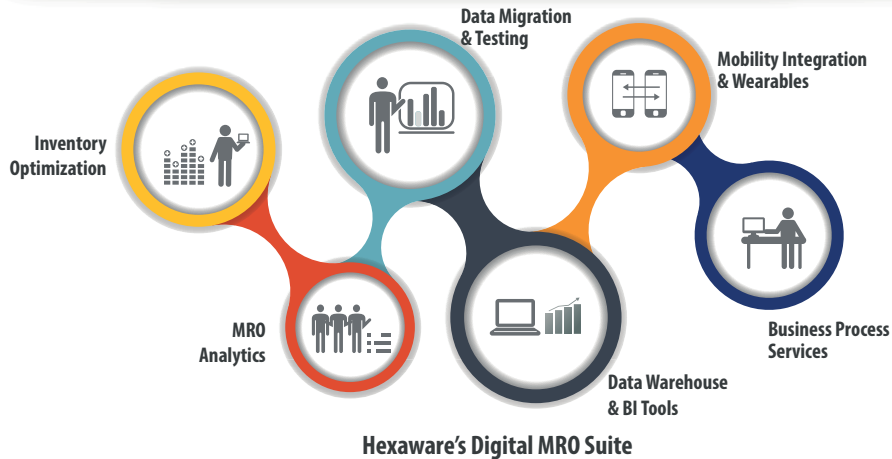 Data Migration
& Testing
Mobility Integration
& Wearables
Inventory
Optimization
MRO
Analytics
Business Process
Services
Data Warehouse
& BI Tools
Hexaware's Digital MRO Suite